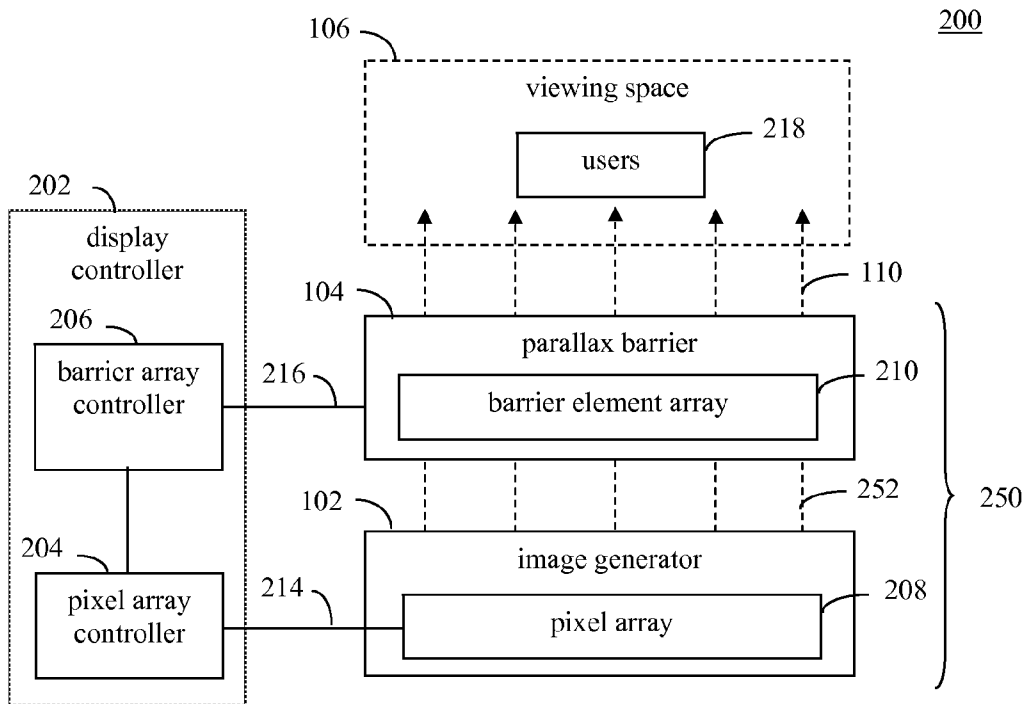 200
106
viewing space
218
users
202
display
controller
110
104
206
parallax barrier
barrier array
controller
216
210
barrier element array
252
250
102
204
image generator
pixel array
controller
214
208
pixel array